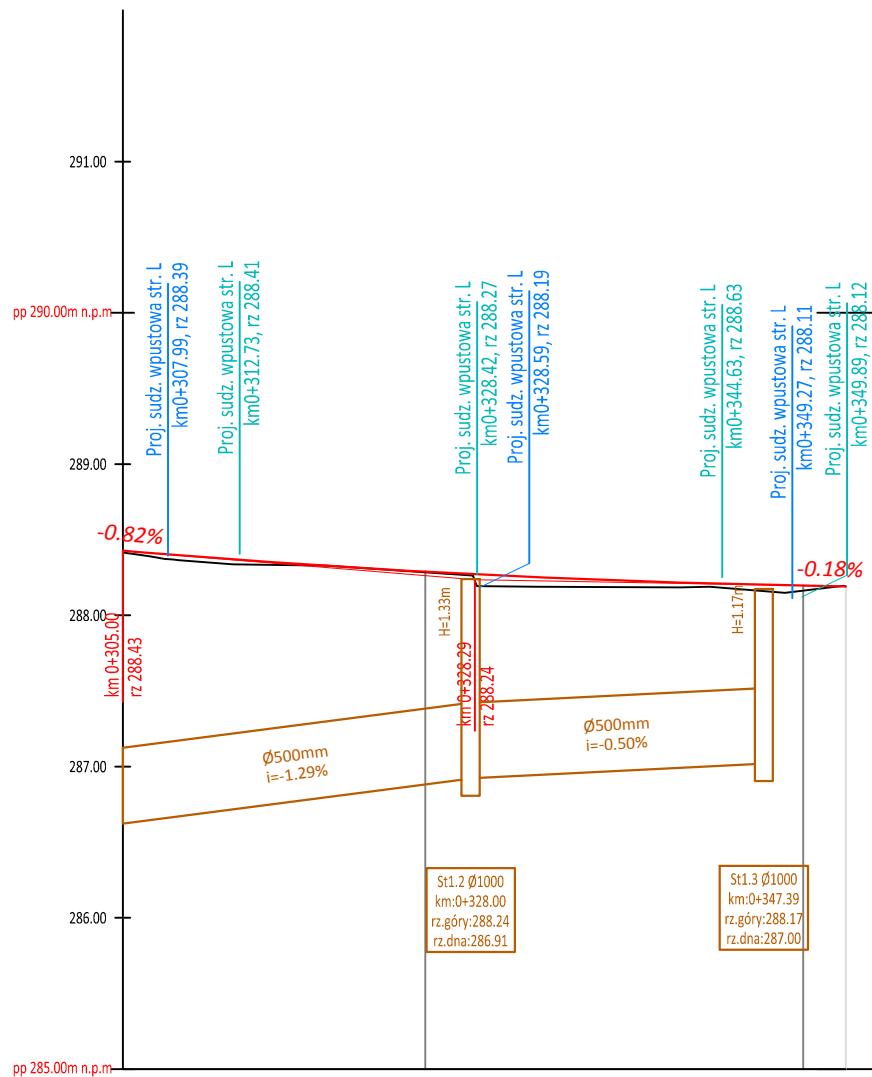 291.00
Proj. sudz. wpustowa str. L
km0+307.99, rz 288.39
Proj. sudz. wpustowa str. L
km0+312.73, rz 288.41
Proj. sudz. wpustowa str. L
km0+328.42, rz 288.27
Proj. sudz. wpustowa str. L
km0+328.59, rz 288.19
Proj. sudz. wpustowa str. L
km0+344.63, rz 288.63
Proj. sudz. wpustowa str. L
km0+349.27, rz 288.11
Proj. sudz. wpustowa str. L
km0+349.89, rz 288.12
pp 290.00m n.p.m
289.00
-0.82%
-0.18%
288.00
km 0+305.00
rz 288.43
H=1.33m
km 0+328.29
rz 288.24
H=1.17m
287.00
Ø500mm
i=-1.29%
Ø500mm
i=-0.50%
286.00
St1.2 Ø1000
km:0+328.00
rz.góry:288.24
rz.dna:286.91
St1.3 Ø1000
km:0+347.39
rz.góry:288.17
rz.dna:287.00
pp 285.00m n.p.m